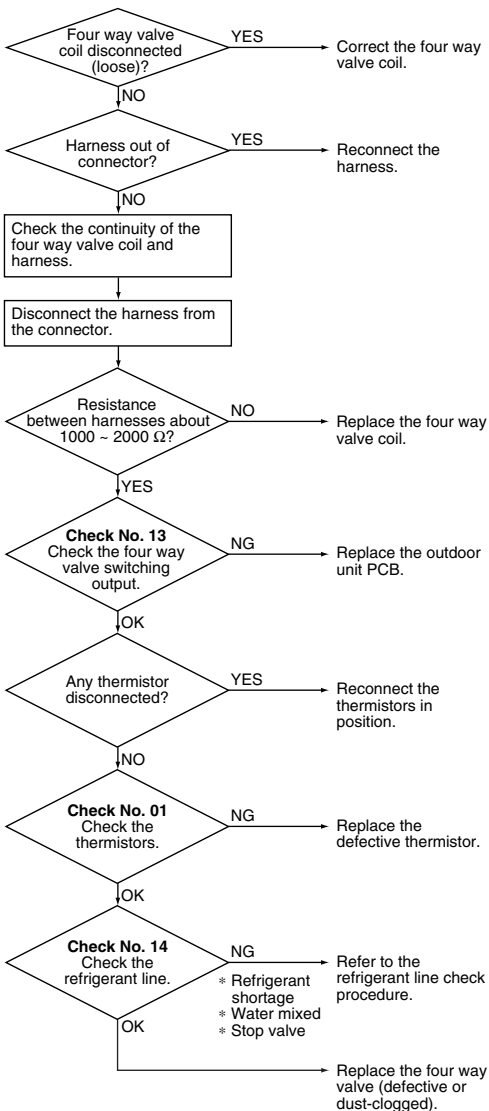 Four way valve
coil disconnected
(loose)?
YES
Correct the four way
valve coil.
NO
Harness out of
connector?
YES
Reconnect the
harness.
NO
Check the continuity of the
four way valve coil and
harness.
Disconnect the harness from
the connector.
Resistance
between harnesses about
1000 ~ 2000 Ω?
NO
Replace the four way
valve coil.
YES
Check No. 13
Check the four way
valve switching
output.
NG
Replace the outdoor
unit PCB.
OK
Any thermistor
disconnected?
YES
Reconnect the
thermistors in
position.
NO
Check No. 01
Check the
thermistors.
NG
Replace the
defective thermistor.
OK
Check No. 14
Check the
refrigerant line.
NG
∗ Refrigerant
shortage
∗ Water mixed
∗ Stop valve
Refer to the
refrigerant line check
procedure.
OK
Replace the four way
valve (defective or
dust-clogged).